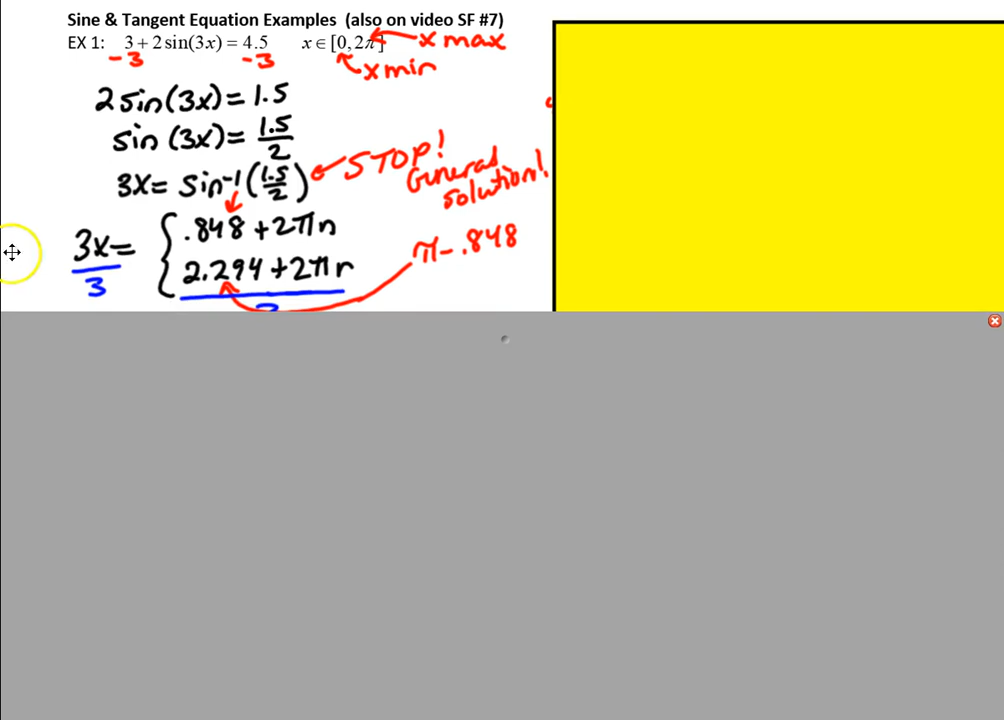 Sine & Tangent Equation Examples (also on video SF #7)
EX 1: 3 + 2 sin(3x) = 4.5 x ∈ [0, 2π] x max
-3 -3 x min
2 sin(3x) = 1.5
sin (3x) = 1.5/2
3x = sin⁻¹(1.5/2) STOP! General solution!
3x = { .848 + 2πn
2.294 + 2πn π - .848
3